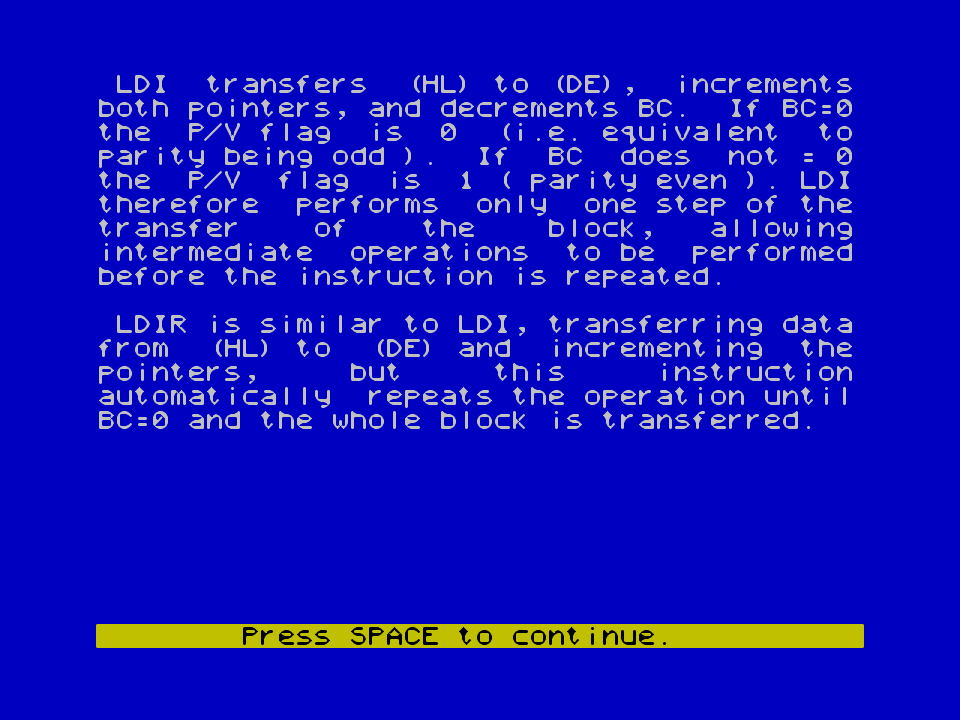 LDI transfers (HL) to (DE), increments
both pointers, and decrements BC. If BC=0
the P/V flag is 0 (i.e. equivalent to
parity being odd ). If BC does not = 0
the P/V flag is 1 ( parity even ). LDI
therefore performs only one step of the
transfer of the block, allowing
intermediate operations to be performed
before the instruction is repeated.
LDIR is similar to LDI, transferring data
from (HL) to (DE) and incrementing the
pointers, but this instruction
automatically repeats the operation until
BC=0 and the whole block is transferred.
Press SPACE to continue.